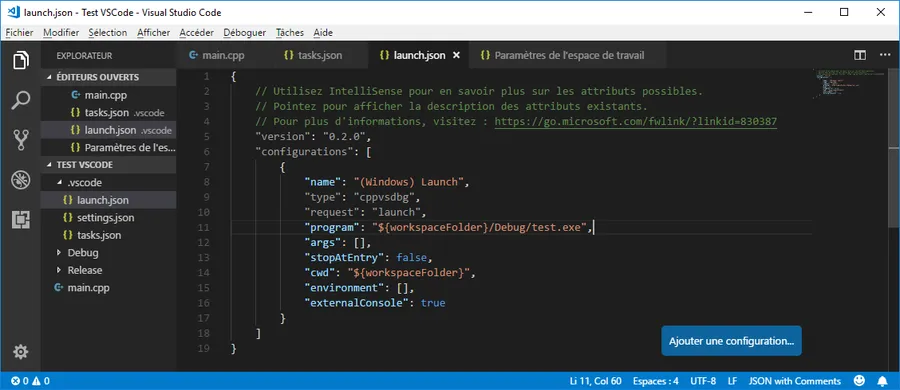 launch.json - Test VSCode - Visual Studio Code
Fichier Modifier Sélection Afficher Accéder Déboguer Tâches Aide
EXPLORATEUR
ÉDITEURS OUVERTS
main.cpp
tasks.json .vscode
launch.json .vscode
Paramètres de l'es...
TEST VSCODE
.vscode
launch.json
settings.json
tasks.json
Debug
Release
main.cpp
main.cpp tasks.json launch.json Paramètres de l'espace de travail
1 {
2 // Utilisez IntelliSense pour en savoir plus sur les attributs possibles.
3 // Pointez pour afficher la description des attributs existants.
4 // Pour plus d'informations, visitez : https://go.microsoft.com/fwlink/?linkid=830387
5 "version": "0.2.0",
6 "configurations": [
7 {
8 "name": "(Windows) Launch",
9 "type": "cppvsdbg",
10 "request": "launch",
11 "program": "${workspaceFolder}/Debug/test.exe",
12 "args": [],
13 "stopAtEntry": false,
14 "cwd": "${workspaceFolder}",
15 "environment": [],
16 "externalConsole": true
17 }
18 ]
19 }
Ajouter une configuration...
0 0 Li 11, Col 60 Espaces : 4 UTF-8 LF JSON with Comments